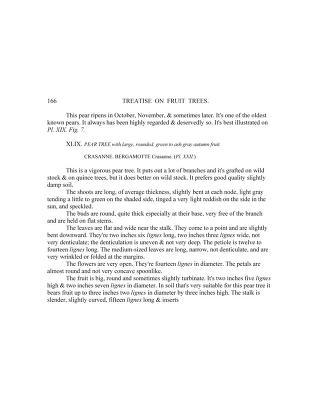 166 TREATISE ON FRUIT TREES.
This pear ripens in October, November, & sometimes later. It's one of the oldest
known pears. It always has been highly regarded & deservedly so. It's best illustrated on
Pl. XIX. Fig. 7.
XLIX. PEAR TREE with large, rounded, green to ash gray autumn fruit.
CRASANNE. BERGAMOTTE Crasanne. (Pl. XXII.)
This is a vigorous pear tree. It puts out a lot of branches and it's grafted on wild
stock & on quince trees, but it does better on wild stock. It prefers good quality slightly
damp soil.
The shoots are long, of average thickness, slightly bent at each node, light gray
tending a little to green on the shaded side, tinged a very light reddish on the side in the
sun, and speckled.
The buds are round, quite thick especially at their base, very free of the branch
and are held on flat stems.
The leaves are flat and wide near the stalk. They come to a point and are slightly
bent downward. They're two inches six lignes long, two inches three lignes wide, not
very denticulate; the denticulation is uneven & not very deep. The petiole is twelve to
fourteen lignes long. The medium-sized leaves are long, narrow, not denticulate, and are
very wrinkled or folded at the margins.
The flowers are very open. They're fourteen lignes in diameter. The petals are
almost round and not very concave spoonlike.
The fruit is big, round and sometimes slightly turbinate. It's two inches five lignes
high & two inches seven lignes in diameter. In soil that's very suitable for this pear tree it
bears fruit up to three inches two lignes in diameter by three inches high. The stalk is
slender, slightly curved, fifteen lignes long & inserts